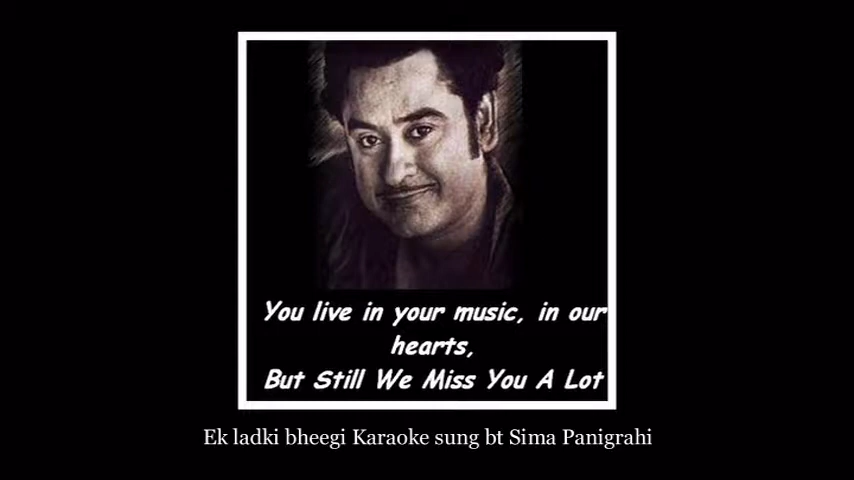 You live in your music, in our
hearts,
But Still We Miss You A Lot
Ek ladki bheegi Karaoke sung bt Sima Panigrahi